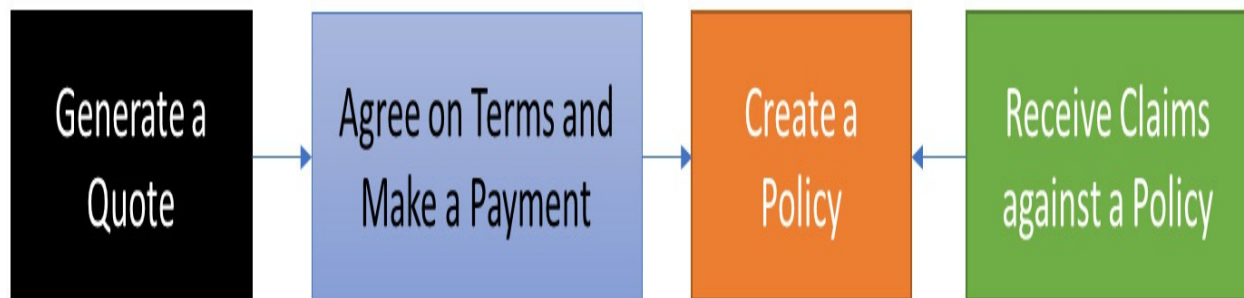 Generate a
Quote
Agree on Terms and
Make a Payment
Create a
Policy
Receive Claims
against a Policy